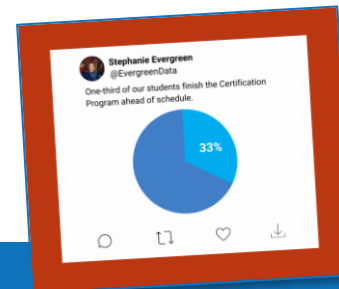 Stephanie Evergreen
@EvergreenData
One-third of our students finish the Certification
Program ahead of schedule.
33%